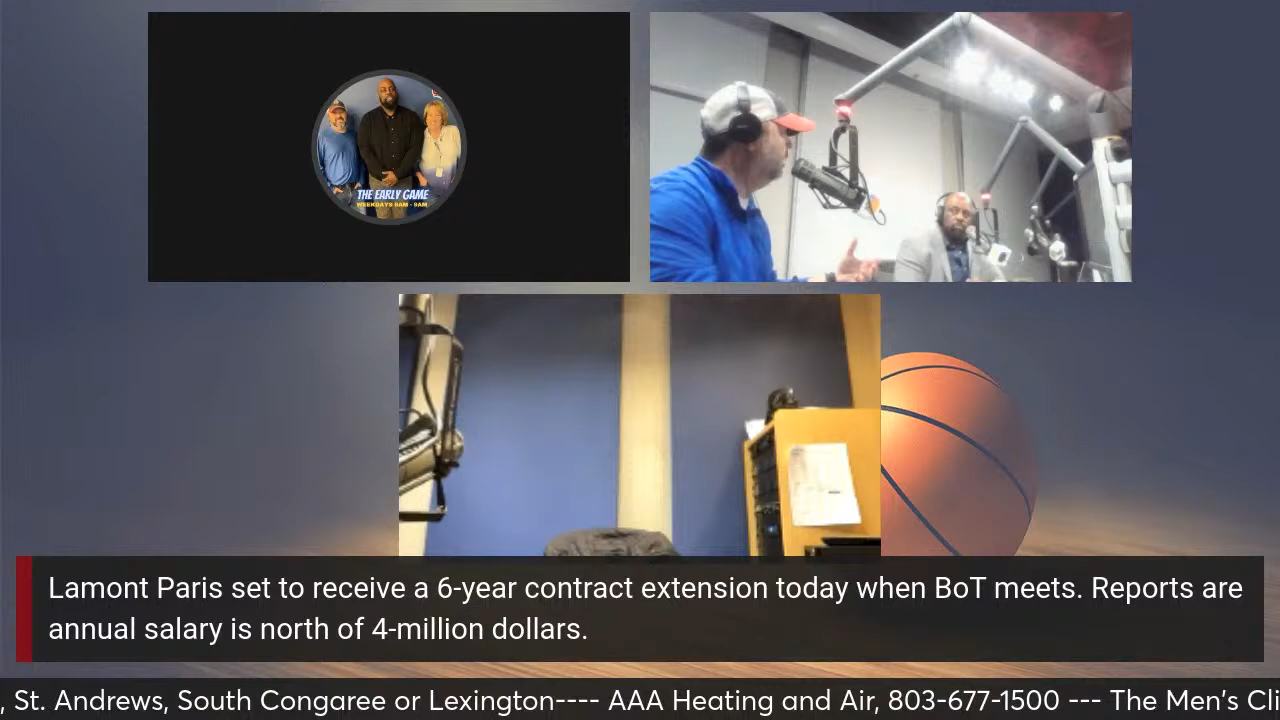 THE EARLY GAME
WEEKDAYS 6AM - 9AM
Lamont Paris set to receive a 6-year contract extension today when BoT meets. Reports are
annual salary is north of 4-million dollars.
, St. Andrews, South Congaree or Lexington---- AAA Heating and Air, 803-677-1500 --- The Men's Cli